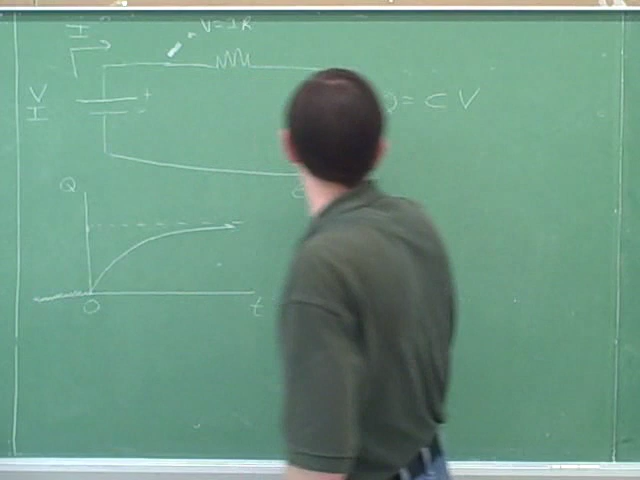 I
V=IR
V
I
+
-
= CV
Q
0
t